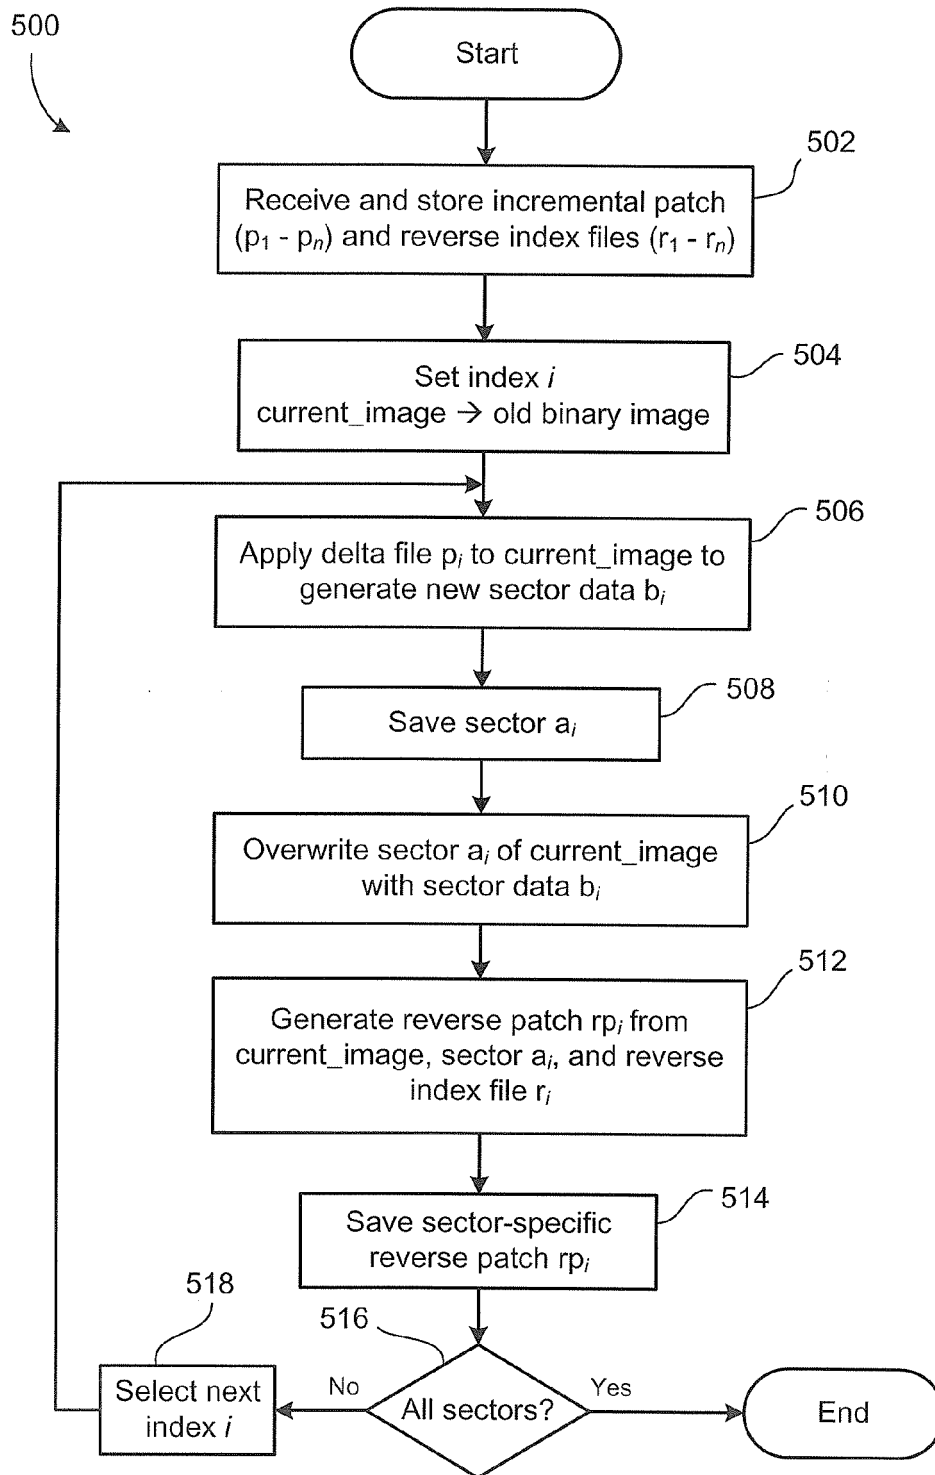 500
Start
502
Receive and store incremental patch
(p₁ - pₙ) and reverse index files (r₁ - rₙ)
504
Set index i
current_image → old binary image
506
Apply delta file pᵢ to current_image to
generate new sector data bᵢ
508
Save sector aᵢ
510
Overwrite sector aᵢ of current_image
with sector data bᵢ
512
Generate reverse patch rpᵢ from
current_image, sector aᵢ, and reverse
index file rᵢ
514
Save sector-specific
reverse patch rpᵢ
516
All sectors?
No
Yes
518
Select next
index i
End